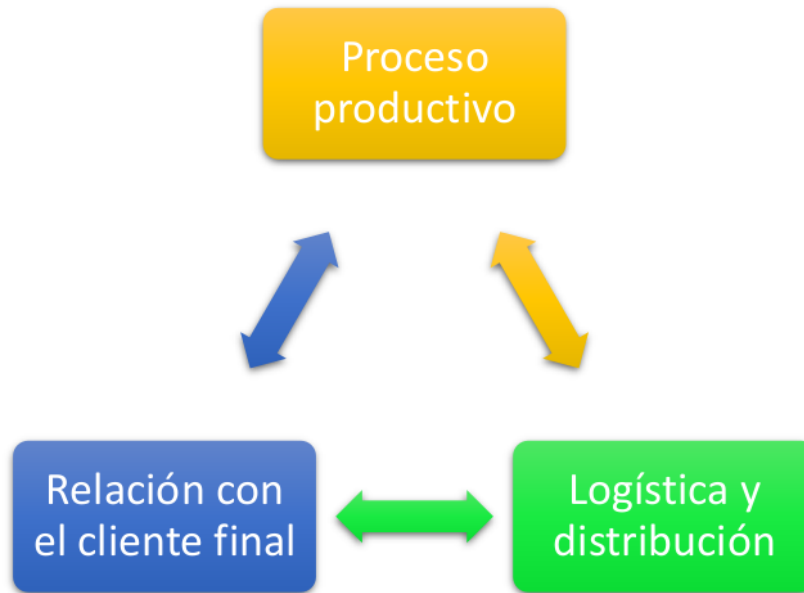 Proceso
productivo
Relación con
el cliente final
Logística y
distribución